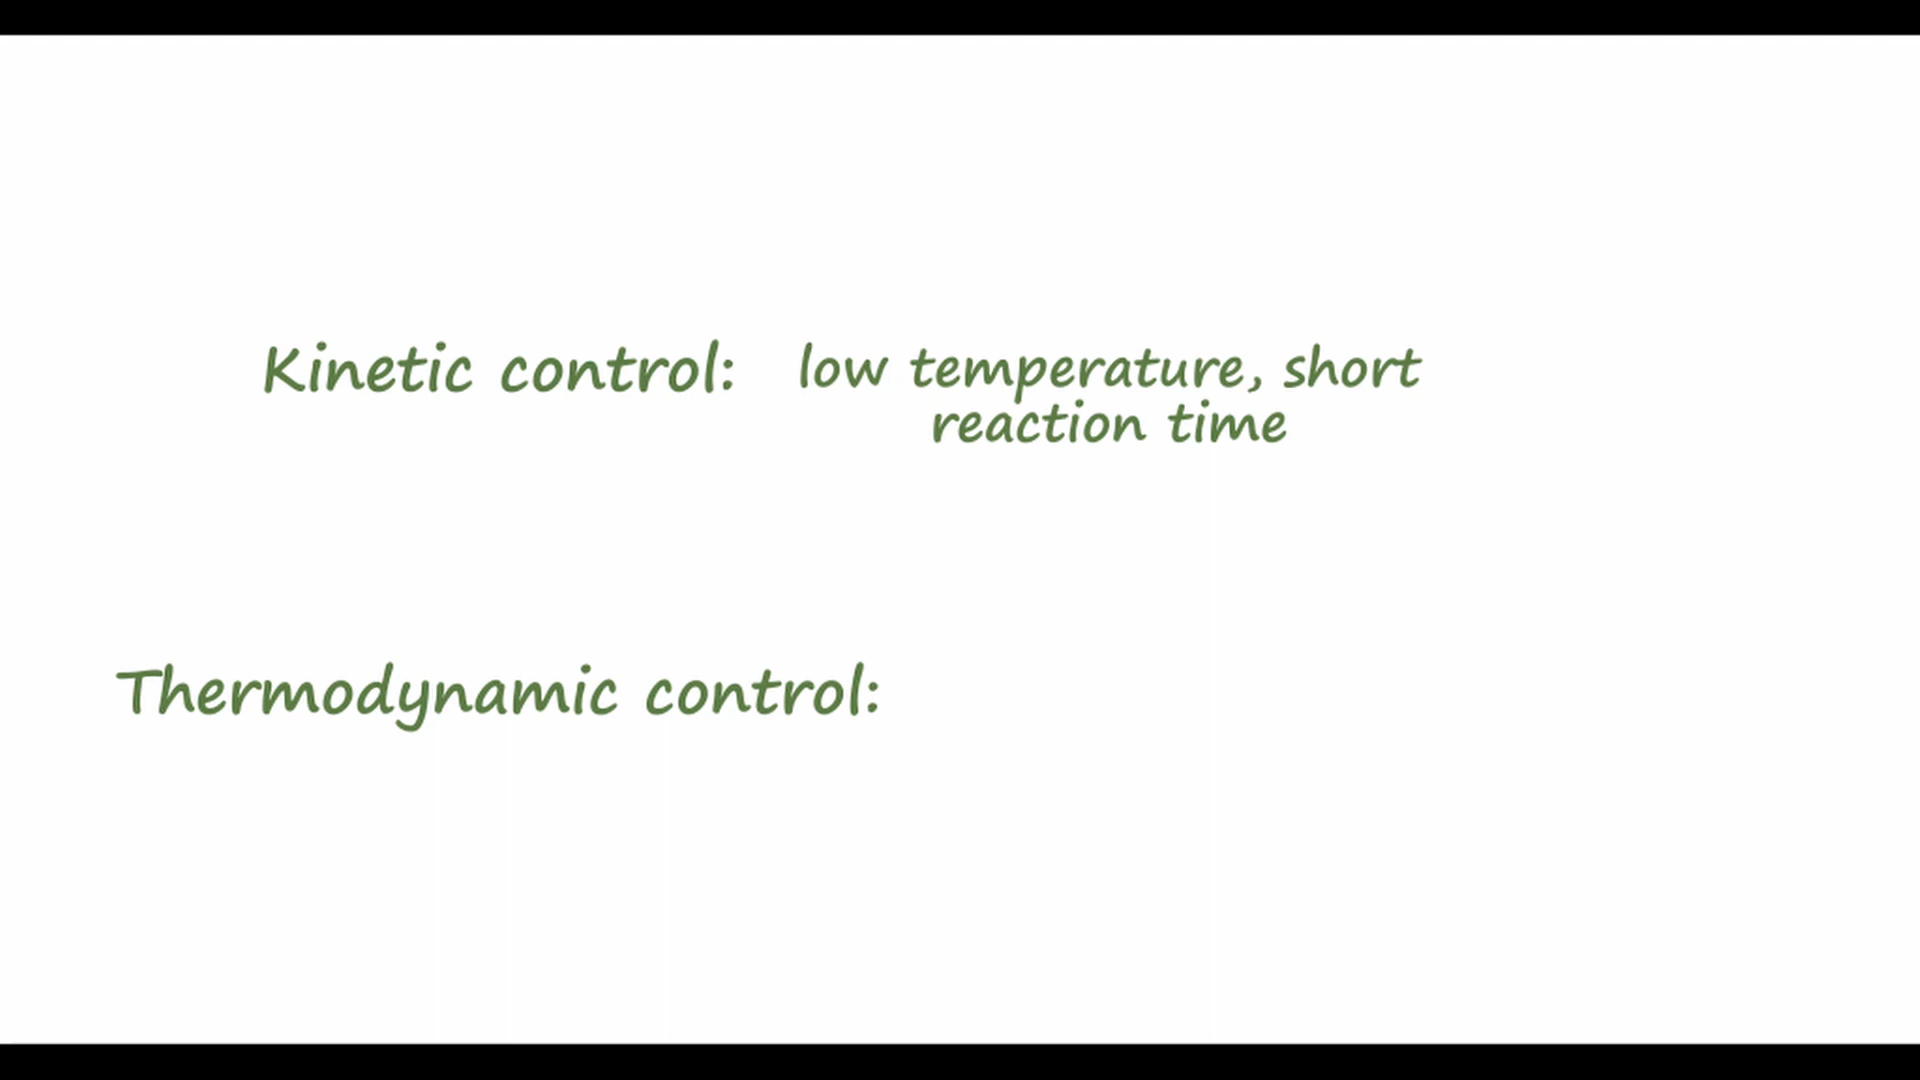 Kinetic control: low temperature, short
reaction time
Thermodynamic control: